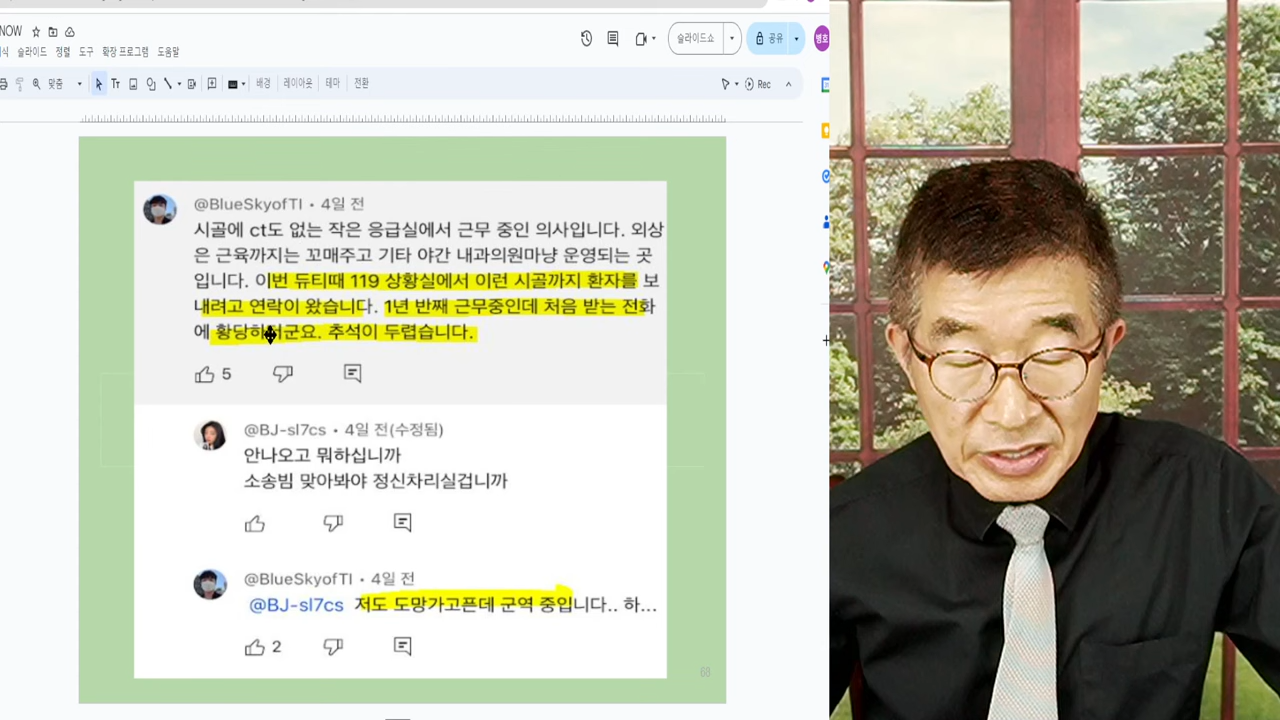 NOW
슬라이드 정렬 도구 확장 프로그램 도움말
슬라이드쇼
공유
맞춤
배경 레이아웃 테마 전환
Rec
@BlueSkyofTI • 4일 전
시골에 ct도 없는 작은 응급실에서 근무 중인 의사입니다. 외상
은 근육까지는 꼬매주고 기타 야간 내과의원마냥 운영되는 곳
입니다. 이번 듀티때 119 상황실에서 이런 시골까지 환자를 보
내려고 연락이 왔습니다. 1년 반째 근무중인데 처음 받는 전화
에 추석이 두렵습니다.
5
@BJ-sl7cs • 4일 전(수정됨)
안나오고 뭐하십니까
소송빔 맞아봐야 정신차리실겁니까
@BlueSkyofTI • 4일 전
@BJ-sl7cs 저도 도망가고픈데 군역 중입니다.. 하...
2
68